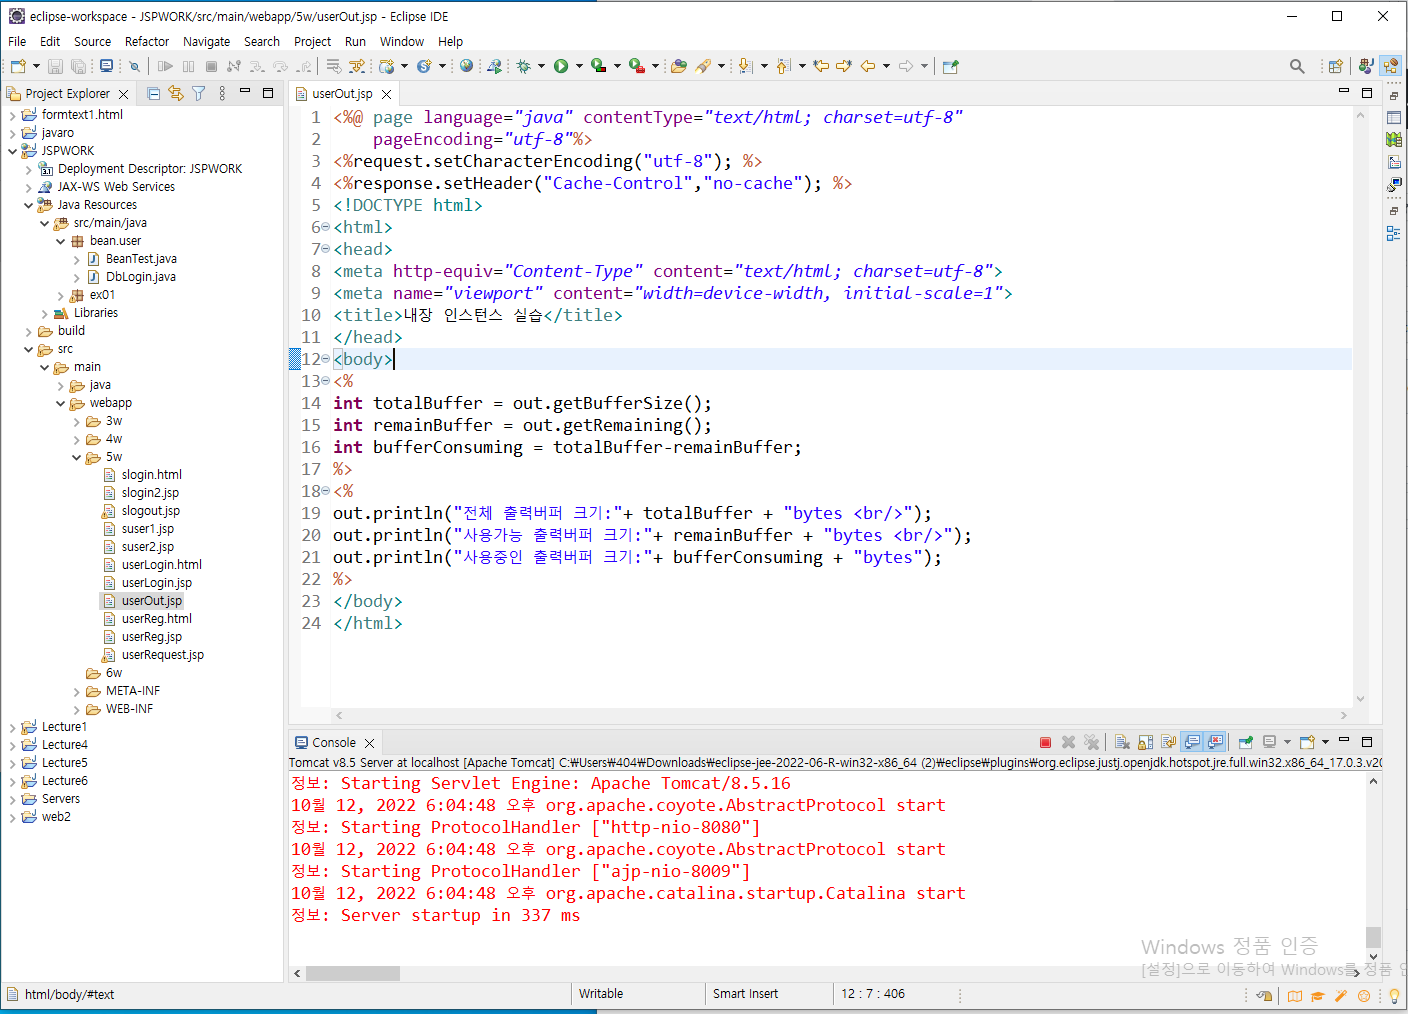 eclipse-workspace - JSPWORK/src/main/webapp/5w/userOut.jsp - Eclipse IDE
File Edit Source Refactor Navigate Search Project Run Window Help
Project Explorer
formtext1.html
javaro
JSPWORK
Deployment Descriptor: JSPWORK
JAX-WS Web Services
Java Resources
src/main/java
bean.user
BeanTest.java
DbLogin.java
ex01
Libraries
build
src
main
java
webapp
3w
4w
5w
slogin.html
slogin2.jsp
slogout.jsp
suser1.jsp
suser2.jsp
userLogin.html
userLogin.jsp
userOut.jsp
userReg.html
userReg.jsp
userRequest.jsp
6w
META-INF
WEB-INF
Lecture1
Lecture4
Lecture5
Lecture6
Servers
web2
userOut.jsp
1 <%@ page language="java" contentType="text/html; charset=utf-8"
2     pageEncoding="utf-8"%>
3 <%request.setCharacterEncoding("utf-8"); %>
4 <%response.setHeader("Cache-Control","no-cache"); %>
5 <!DOCTYPE html>
6 <html>
7 <head>
8 <meta http-equiv="Content-Type" content="text/html; charset=utf-8">
9 <meta name="viewport" content="width=device-width, initial-scale=1">
10 <title>내장 인스턴스 실습</title>
11 </head>
12 <body>
13 <%
14 int totalBuffer = out.getBufferSize();
15 int remainBuffer = out.getRemaining();
16 int bufferConsuming = totalBuffer-remainBuffer;
17 %>
18 <%
19 out.println("전체 출력버퍼 크기:"+ totalBuffer + "bytes <br/>");
20 out.println("사용가능 출력버퍼 크기:"+ remainBuffer + "bytes <br/>");
21 out.println("사용중인 출력버퍼 크기:"+ bufferConsuming + "bytes");
22 %>
23 </body>
24 </html>
Console
Tomcat v8.5 Server at localhost [Apache Tomcat] C:₩Users₩404₩Downloads₩eclipse-jee-2022-06-R-win32-x86_64 (2)₩eclipse₩plugins₩org.eclipse.justj.openjdk.hotspot.jre.full.win32.x86_64_17.0.3.v20
정보: Starting Servlet Engine: Apache Tomcat/8.5.16
10월 12, 2022 6:04:48 오후 org.apache.coyote.AbstractProtocol start
정보: Starting ProtocolHandler ["http-nio-8080"]
10월 12, 2022 6:04:48 오후 org.apache.coyote.AbstractProtocol start
정보: Starting ProtocolHandler ["ajp-nio-8009"]
10월 12, 2022 6:04:48 오후 org.apache.catalina.startup.Catalina start
정보: Server startup in 337 ms
Windows 정품 인증
[설정]으로 이동하여 Windows를 정품 인
html/body/#text Writable Smart Insert 12 : 7 : 406